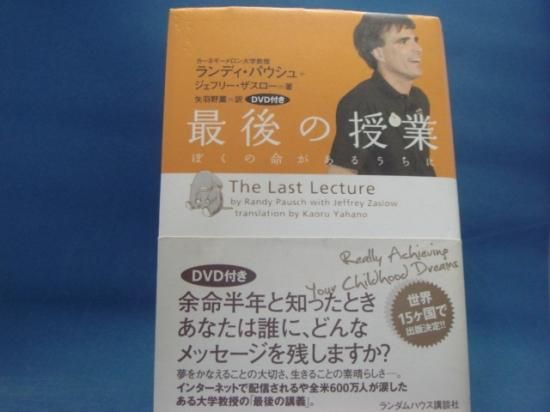 カーネギーメロン大学教授
ランディ・パウシュ+
ジェフリー・ザスロー=著
矢羽野薫=訳 DVD付き
最後の授業
ぼくの命があるうちに
The Last Lecture
by Randy Pausch with Jeffrey Zaslow
translation by Kaoru Yahano
Really Achieving
Your Childhood Dreams
DVD付き
世界
15ヶ国で
出版決定!!
余命半年と知ったとき
あなたは誰に、どんな
メッセージを残しますか?
夢をかなえることの大切さ、生きることの素晴らしさ―。
インターネットで配信されるや全米600万人が涙した
ある大学教授の「最後の講義」。
ランダムハウス講談社